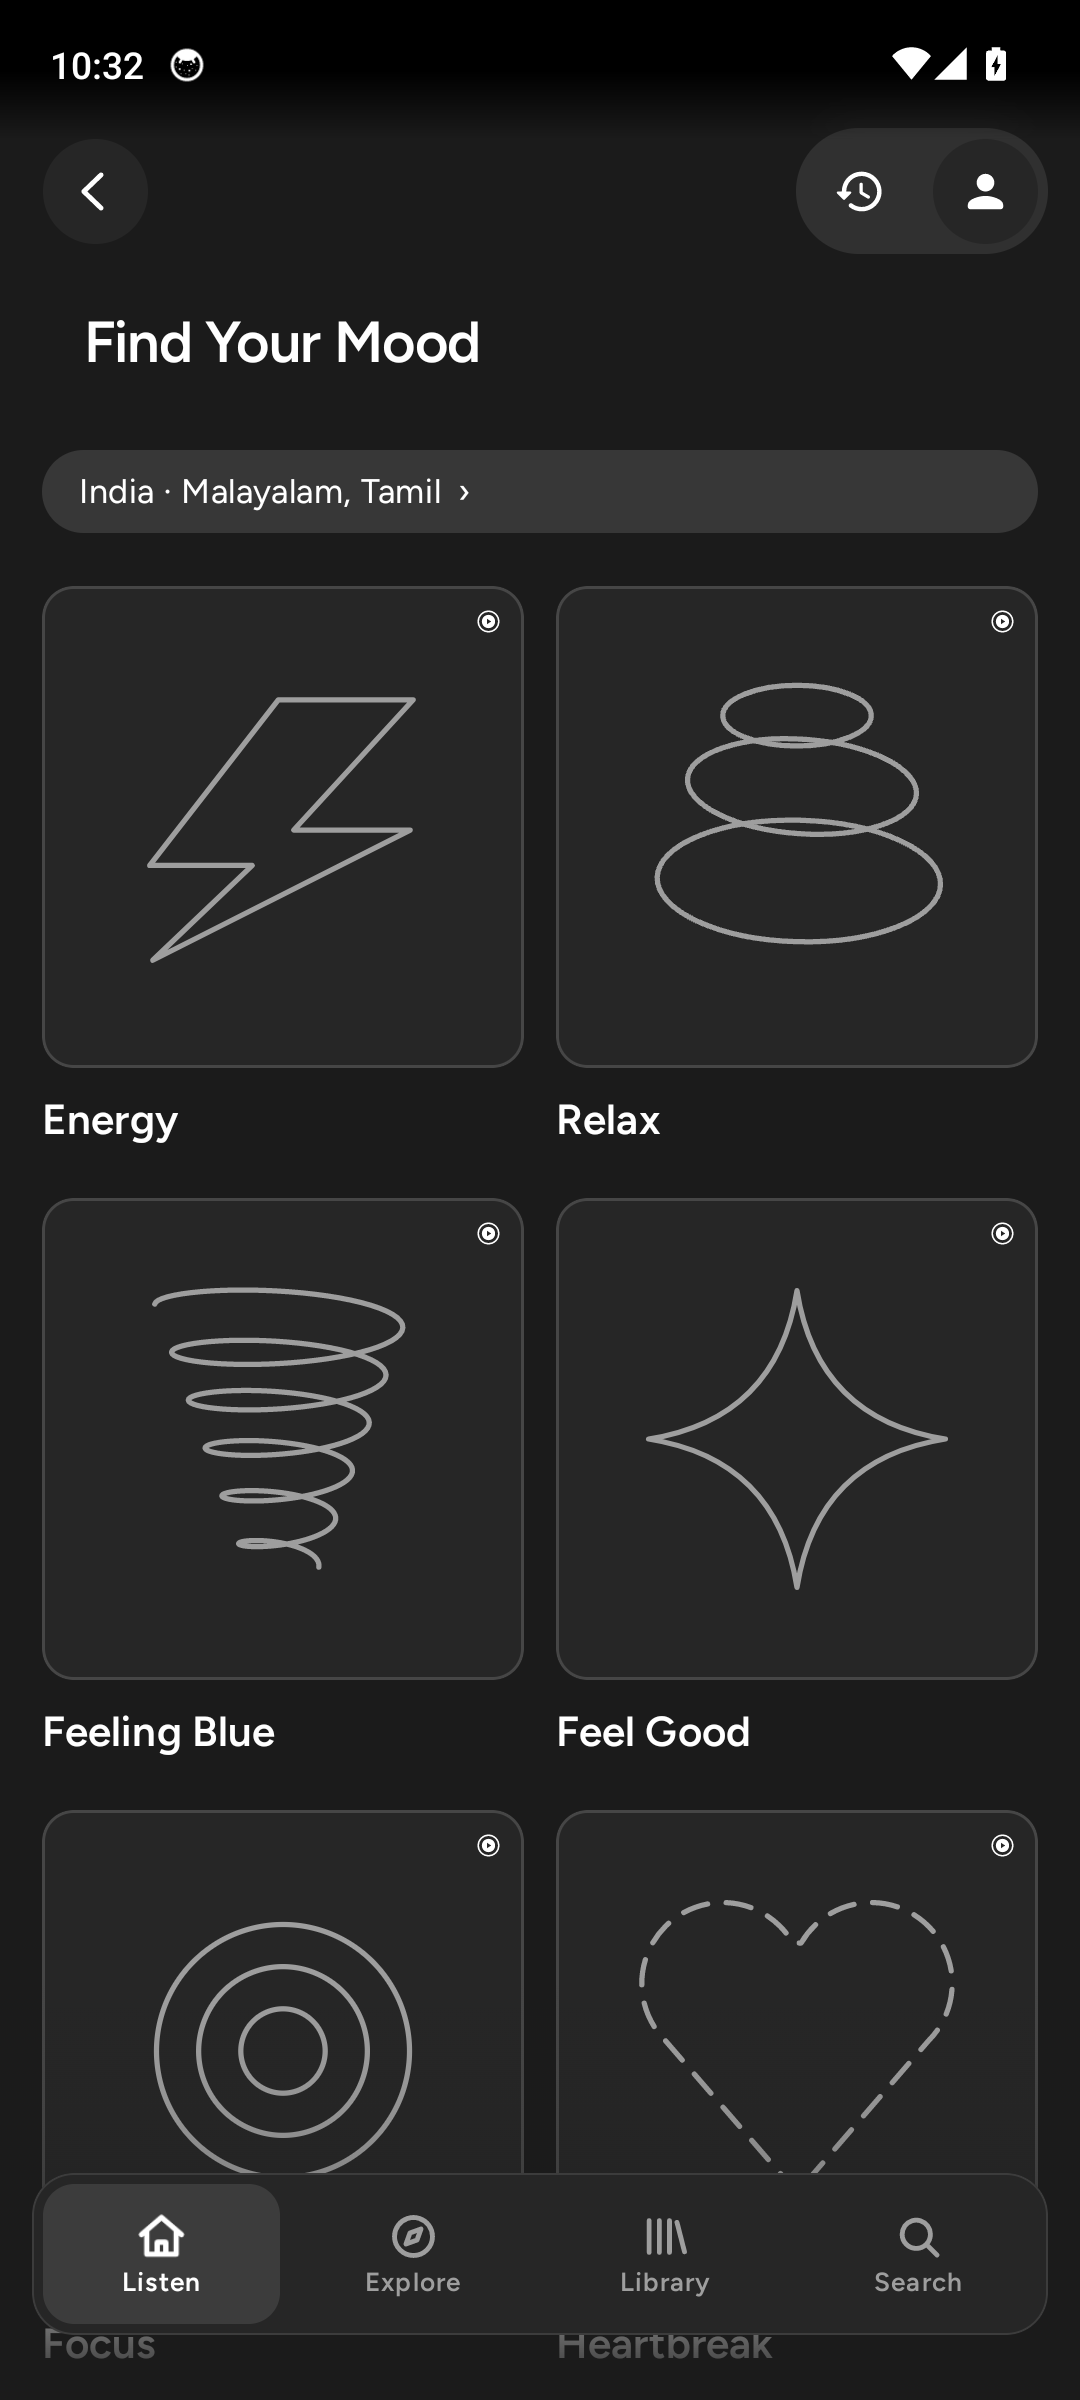 10:32
Find Your Mood
India · Malayalam, Tamil ›
Energy
Relax
Feeling Blue
Feel Good
Listen
Explore
Library
Search
Focus
Heartbreak